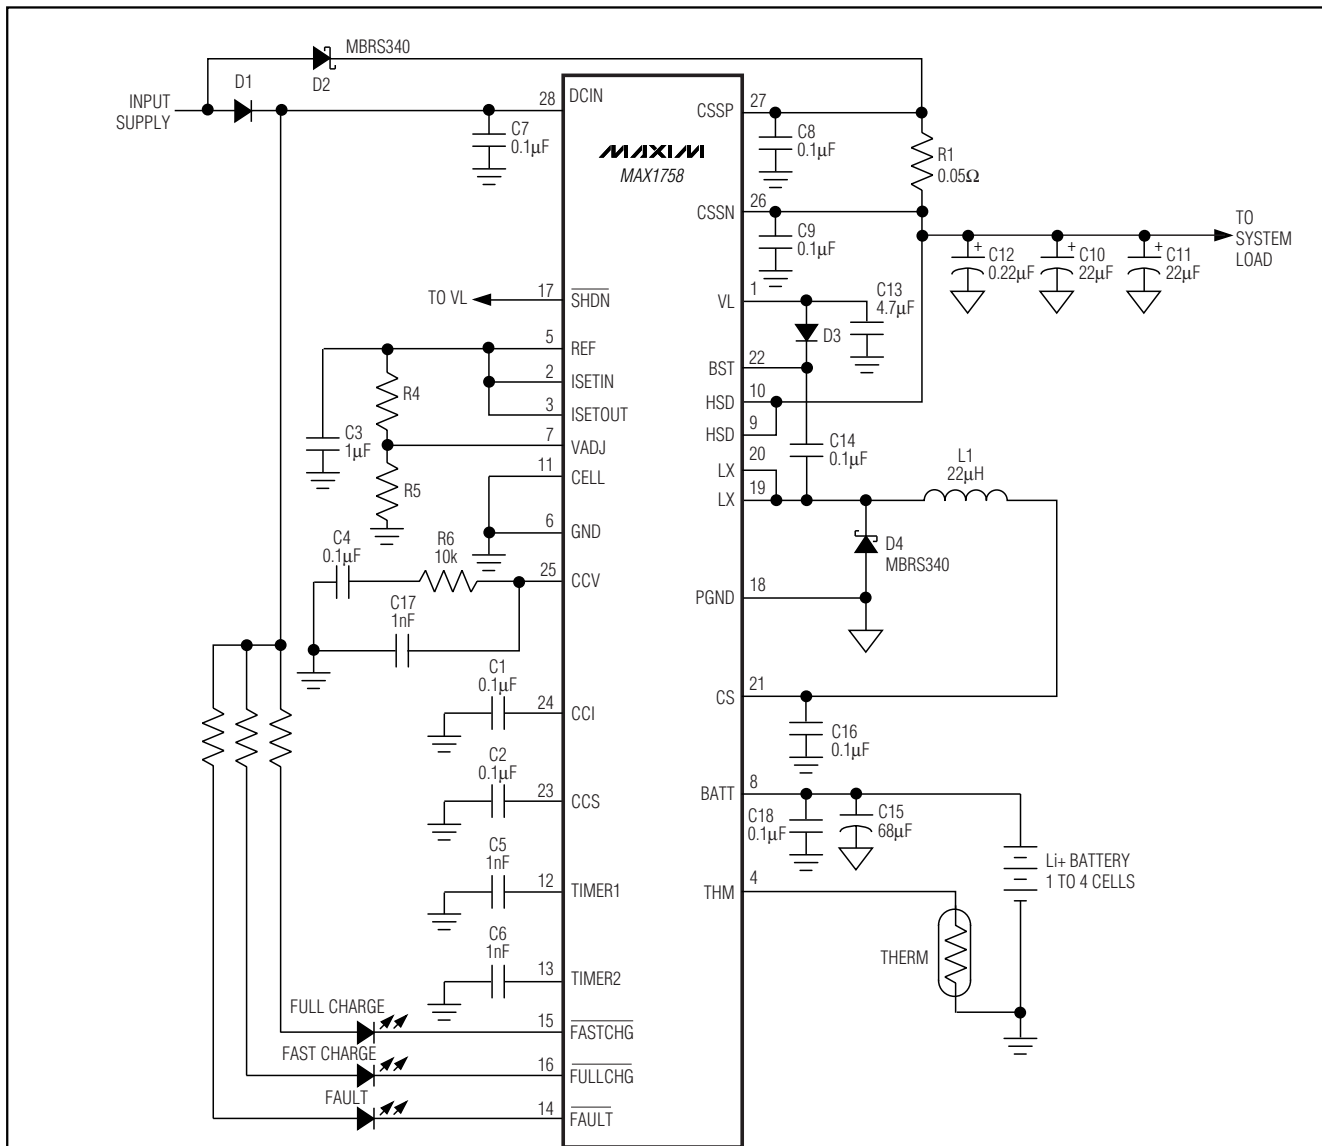 MBRS340
D1
D2
INPUT
SUPPLY
28
DCIN
C7
0.1µF
MAXIM
MAX1758
CSSP
27
C8
0.1µF
R1
0.05Ω
CSSN
26
C9
0.1µF
TO
SYSTEM
LOAD
+
C12
0.22µF
+
C10
22µF
+
C11
22µF
TO VL
17
SHDN
VL
1
C13
4.7µF
D3
5
REF
2
ISETIN
3
ISETOUT
R4
BST
22
HSD
10
HSD
9
C3
1µF
7
VADJ
11
CELL
R5
6
GND
C14
0.1µF
LX
20
LX
19
L1
22µH
D4
MBRS340
C4
0.1µF
R6
10k
25
CCV
C17
1nF
PGND
18
C1
0.1µF
24
CCI
CS
21
C16
0.1µF
C2
0.1µF
23
CCS
BATT
8
C18
0.1µF
C15
68µF
Li+ BATTERY
1 TO 4 CELLS
C5
1nF
12
TIMER1
THM
4
THERM
C6
1nF
13
TIMER2
FULL CHARGE
15
FASTCHG
FAST CHARGE
16
FULLCHG
FAULT
14
FAULT